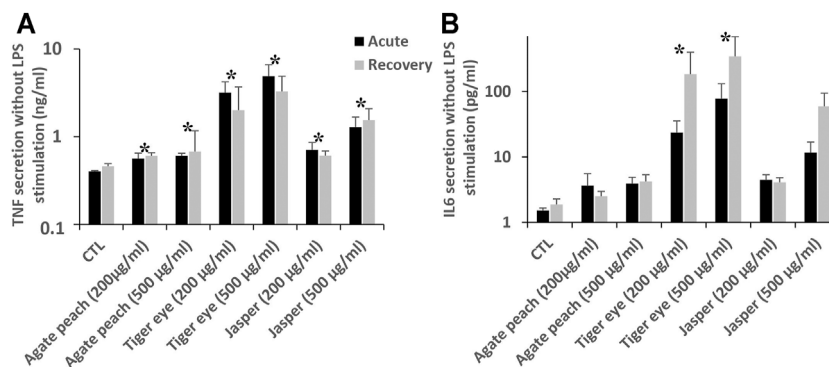 A
TNF secretion without LPS
stimulation (ng/ml)
10
1
0.1
Acute
Recovery
*
*
*
*
*
*
CTL
Agate peach (200µg/ml)
Agate peach (500 µg/ml)
Tiger eye (200 µg/ml)
Tiger eye (500 µg/ml)
Jasper (200 µg/ml)
Jasper (500 µg/ml)
B
IL6 secretion without LPS
stimulation (pg/ml)
100
10
1
*
*
CTL
Agate peach (200µg/ml)
Agate peach (500 µg/ml)
Tiger eye (200 µg/ml)
Tiger eye (500 µg/ml)
Jasper (200 µg/ml)
Jasper (500 µg/ml)